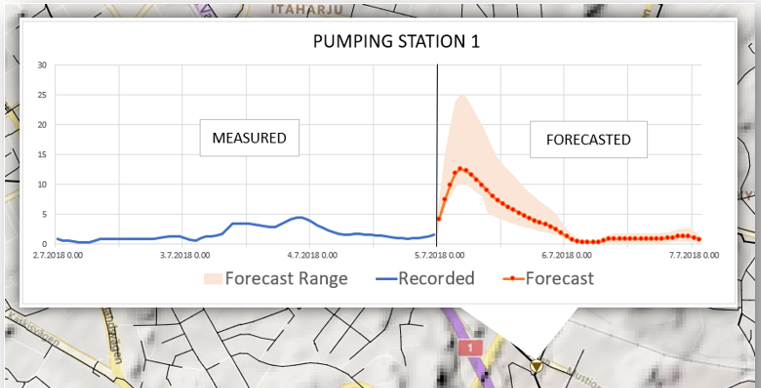 ITAHARJU
PUMPING STATION 1
30
25
20
15
10
5
0
MEASURED
FORECASTED
2.7.2018 0.00
3.7.2018 0.00
4.7.2018 0.00
5.7.2018 0.00
6.7.2018 0.00
7.7.2018 0.00
Forecast Range
Recorded
Forecast
1